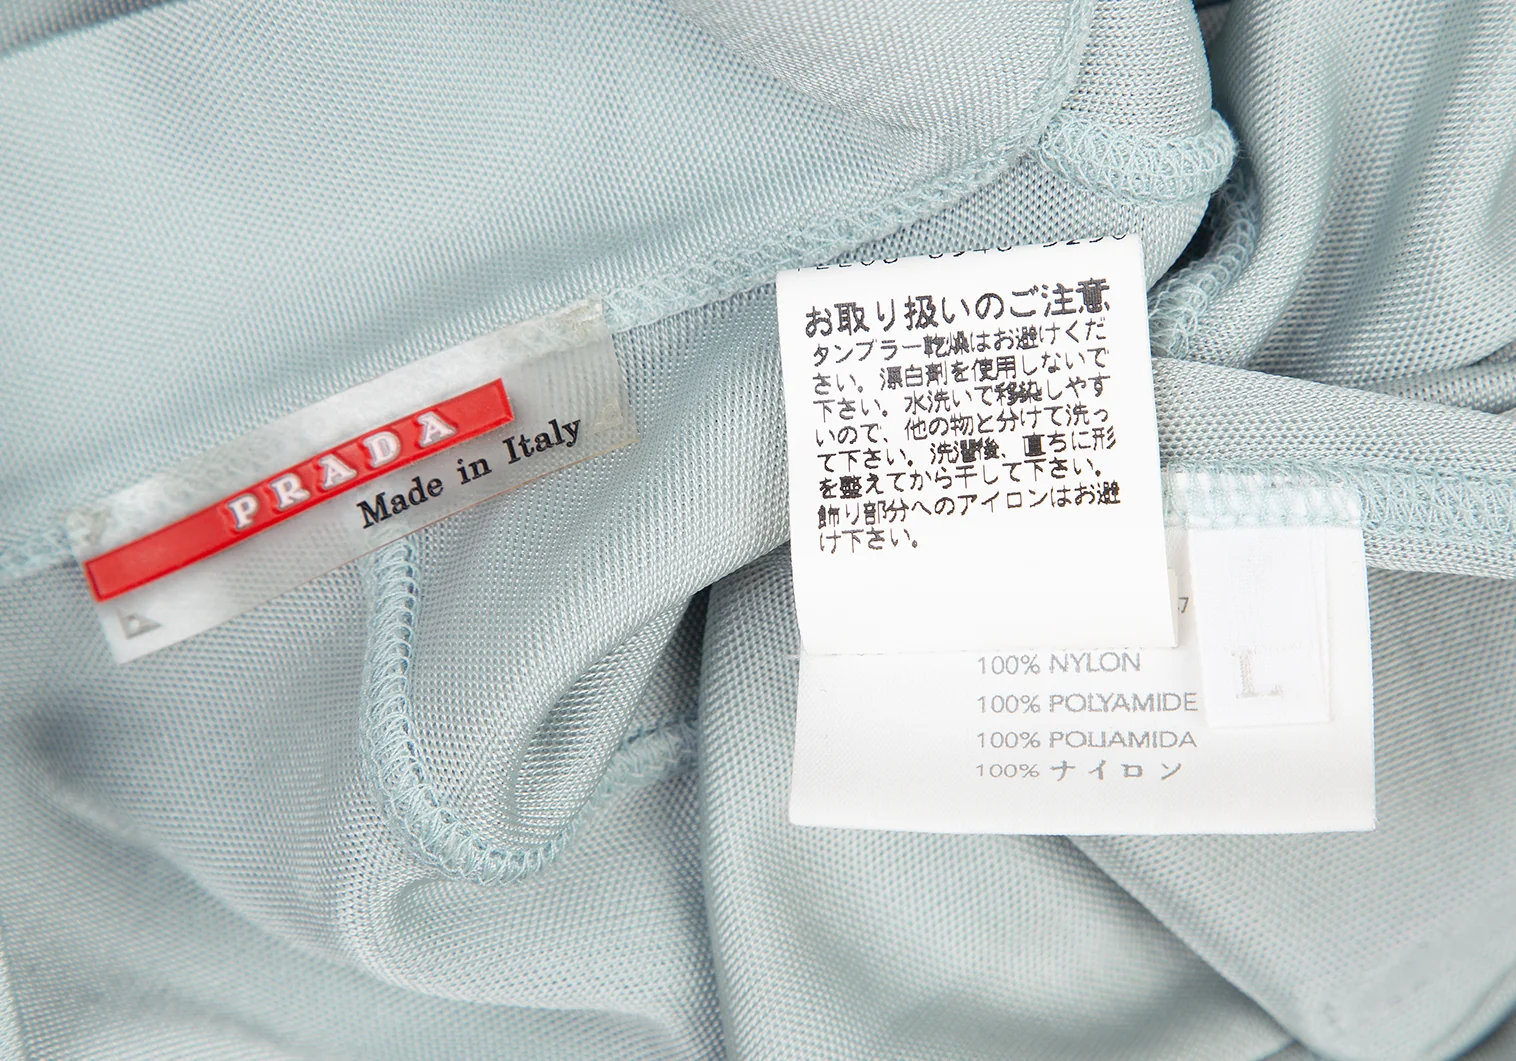 PRADA
Made in Italy
お取り扱いのご注意
タンブラー乾燥はお避けくだ
さい。漂白剤を使用しないで
下さい。水洗いで移染しやす
いので、他の物と分けて洗っ
て下さい。洗濯後、直ちに形
を整えてから干して下さい。
飾り部分へのアイロンはお避
け下さい。
100% NYLON
100% POLYAMIDE
100% POLIAMIDA
100% ナイロン
L